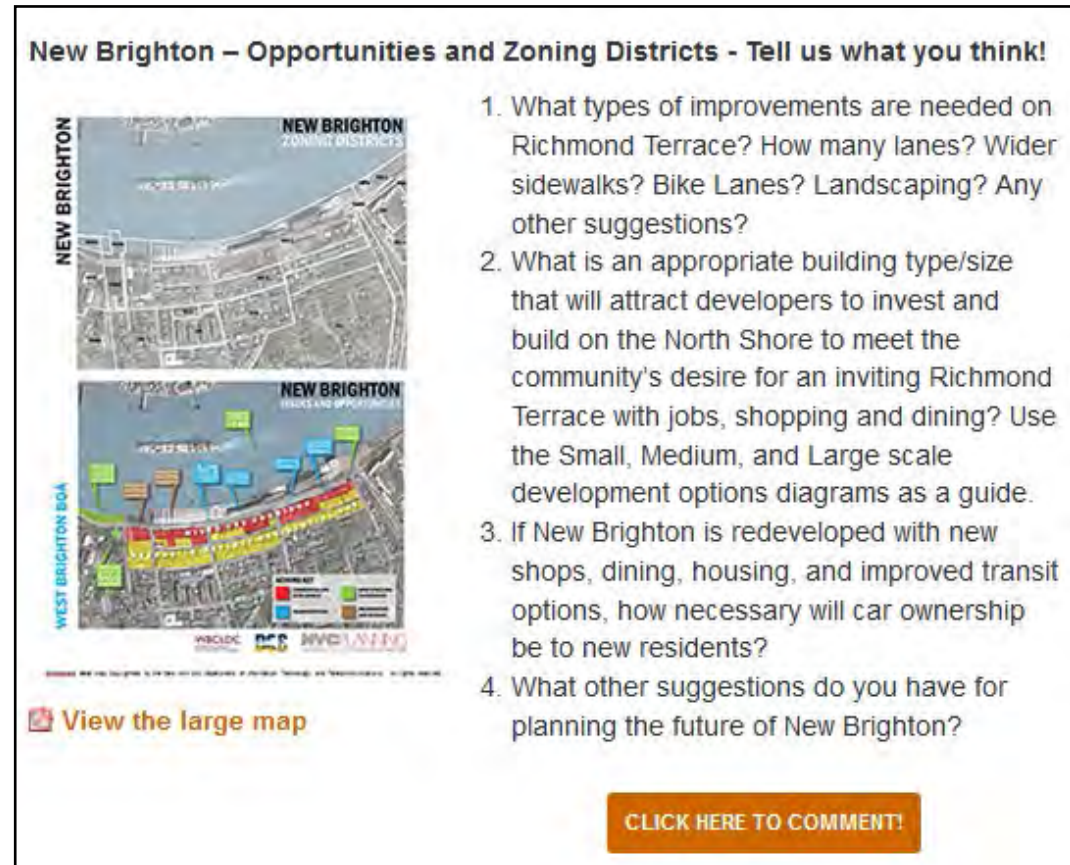 New Brighton – Opportunities and Zoning Districts - Tell us what you think!
NEW BRIGHTON
NEW BRIGHTON
ZONING DISTRICTS
WEST BRIGHTON BOA
NEW BRIGHTON
WBCLDC
NYC PLANNING
View the large map
1. What types of improvements are needed on
Richmond Terrace? How many lanes? Wider
sidewalks? Bike Lanes? Landscaping? Any
other suggestions?
2. What is an appropriate building type/size
that will attract developers to invest and
build on the North Shore to meet the
community's desire for an inviting Richmond
Terrace with jobs, shopping and dining? Use
the Small, Medium, and Large scale
development options diagrams as a guide.
3. If New Brighton is redeveloped with new
shops, dining, housing, and improved transit
options, how necessary will car ownership
be to new residents?
4. What other suggestions do you have for
planning the future of New Brighton?
CLICK HERE TO COMMENT!